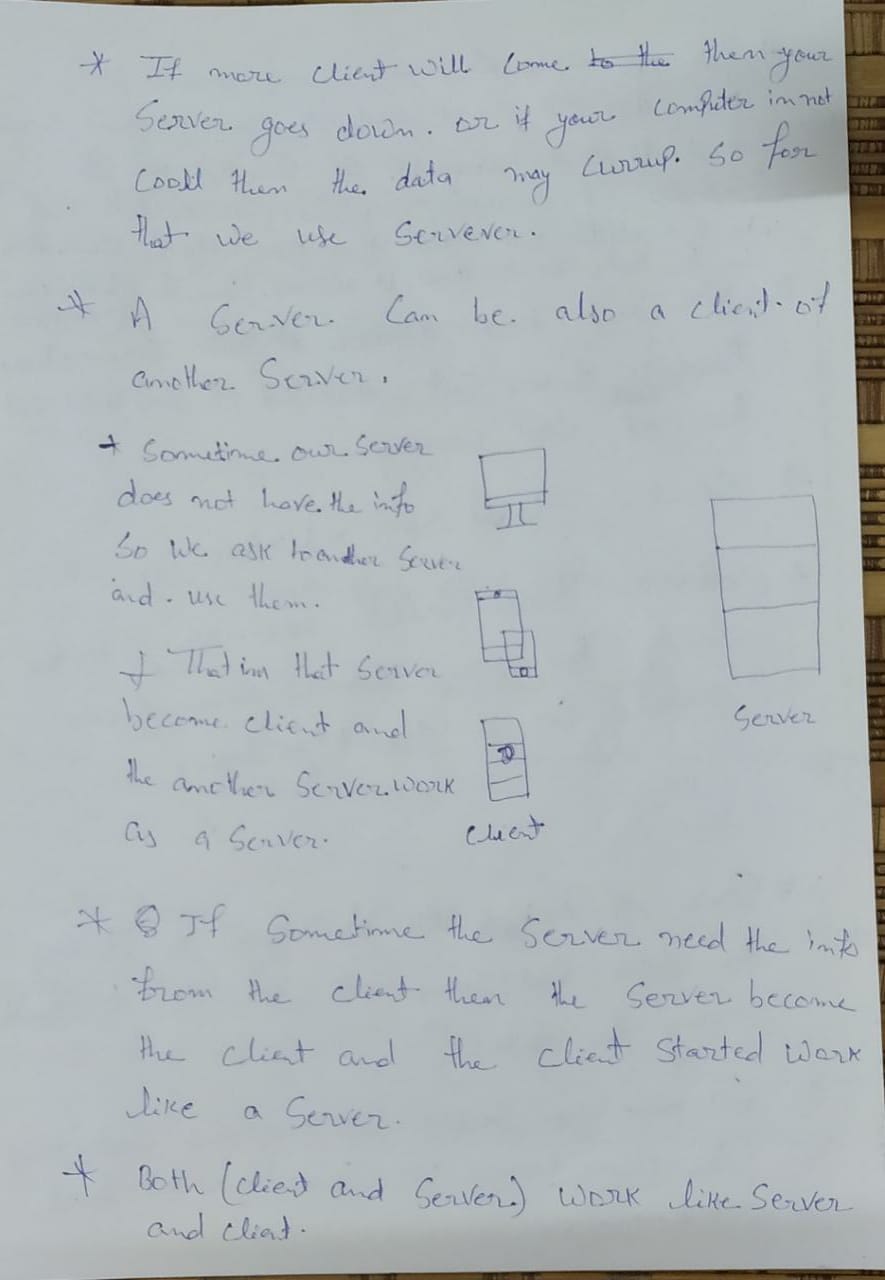 * If more client will come to the then your
Server goes down. or if your computer in not
coold then the data may currup. So for
that we use Serverer.
* A Server can be also a client of
another Server.
+ Sometime our Server
does not have the info
So we ask to another Server
and use them.
+ That im that Server
become client and
the another Server work
as a Server.
Server
Client
* If Sometime the Server need the info
from the client then the Server become
the client and the client Started work
like a Server.
* Both (client and Server) work like Server
and client.